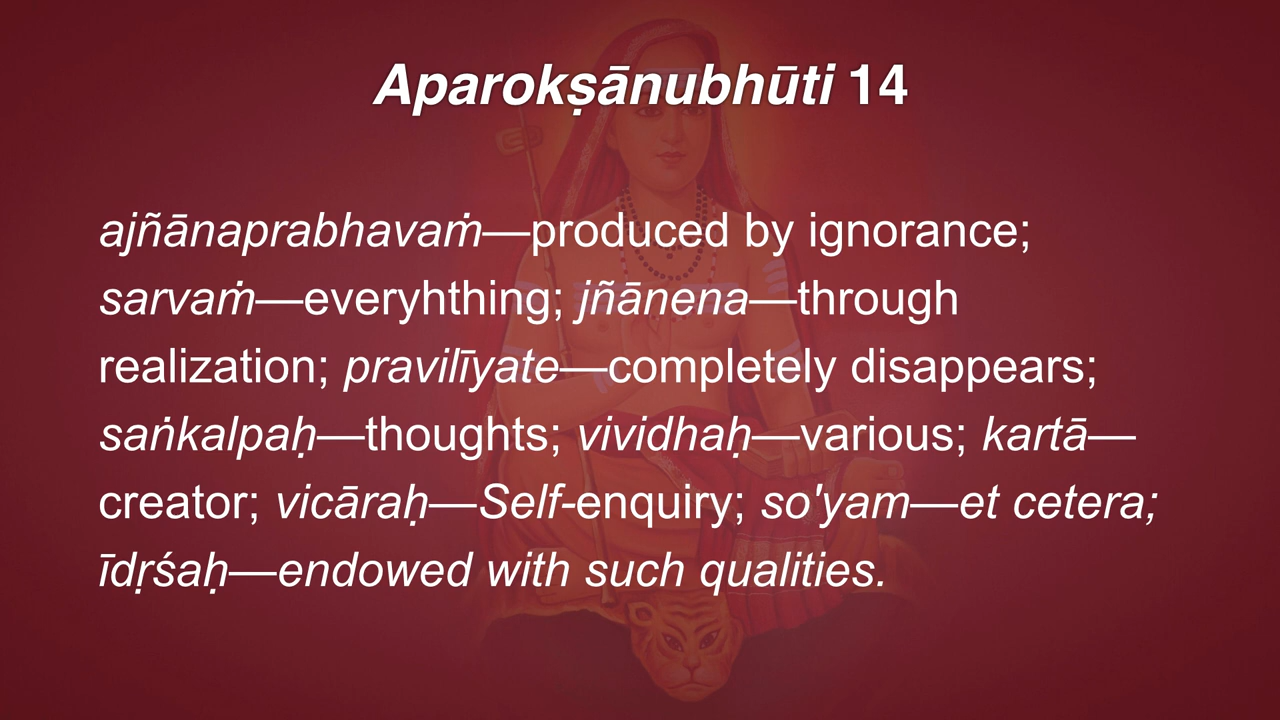 Aparokṣānubhūti 14
ajñānaprabhavaṁ—produced by ignorance;
sarvaṁ—everyhthing; jñānena—through
realization; pravilīyate—completely disappears;
saṅkalpaḥ—thoughts; vividhaḥ—various; kartā—
creator; vicāraḥ—Self-enquiry; so'yam—et cetera;
īdṛśaḥ—endowed with such qualities.